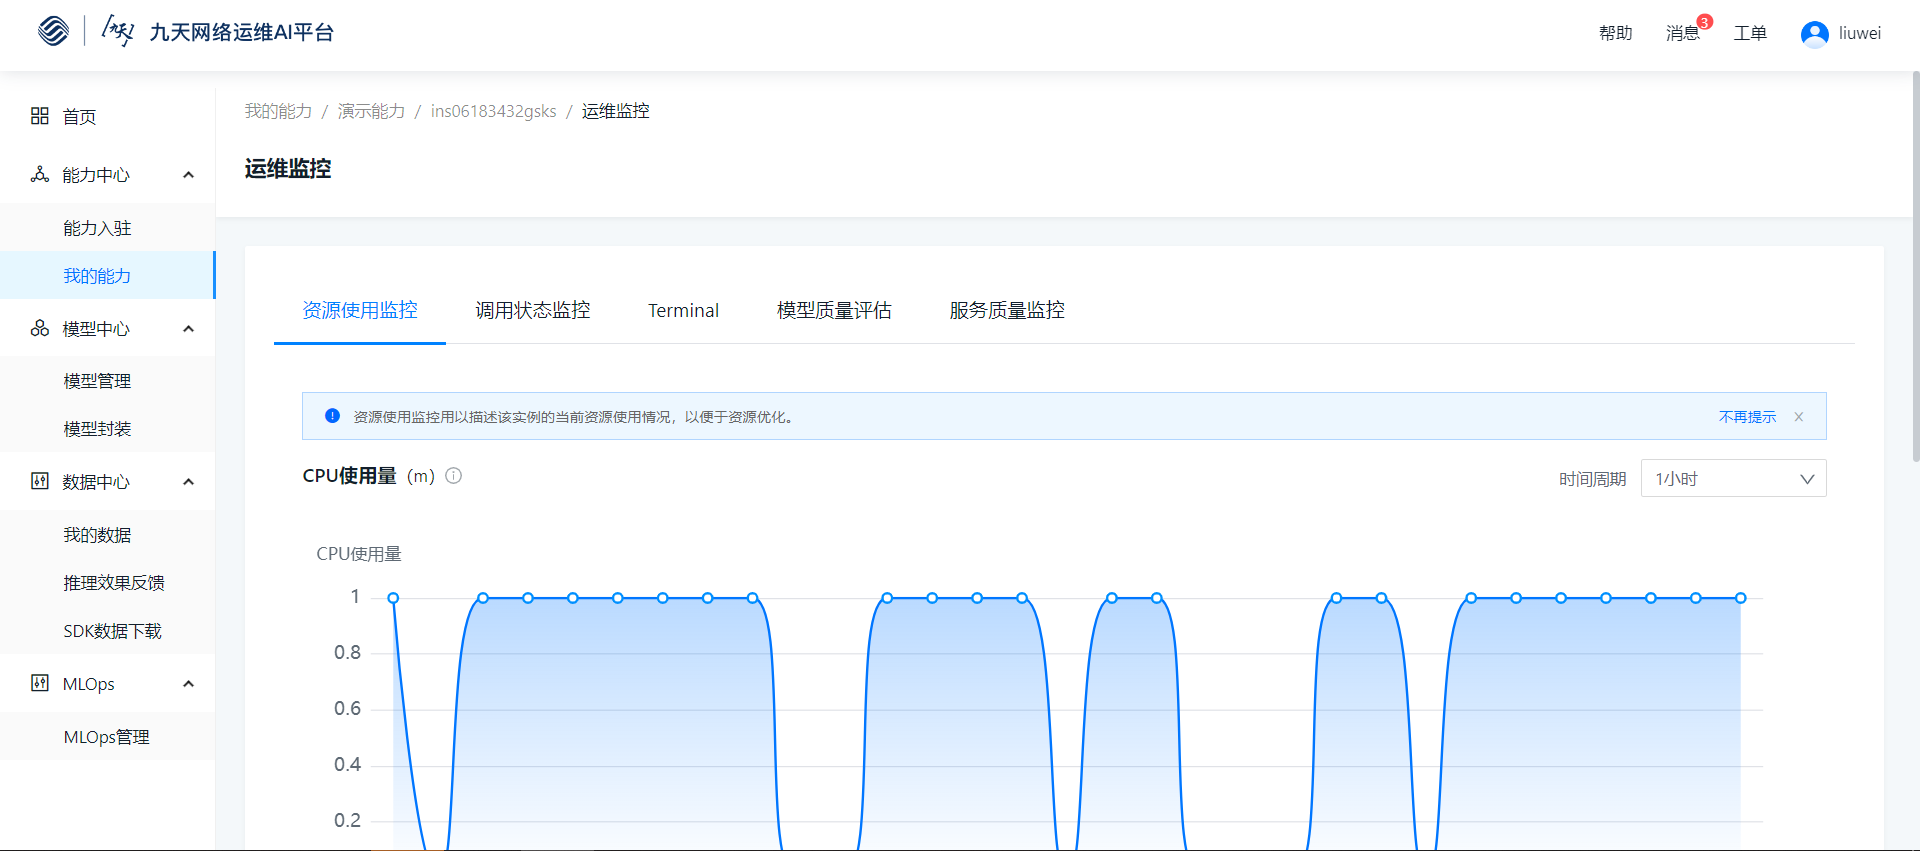 九天 九天网络运维AI平台
帮助 消息 3 工单 liuwei
首页
能力中心
能力入驻
我的能力
模型中心
模型管理
模型封装
数据中心
我的数据
推理效果反馈
SDK数据下载
MLOps
MLOps管理
我的能力 / 演示能力 / ins06183432gsks / 运维监控
运维监控
资源使用监控 调用状态监控 Terminal 模型质量评估 服务质量监控
资源使用监控用以描述该实例的当前资源使用情况，以便于资源优化。 不再提示
CPU使用量（m） 时间周期 1小时
CPU使用量
1
0.8
0.6
0.4
0.2